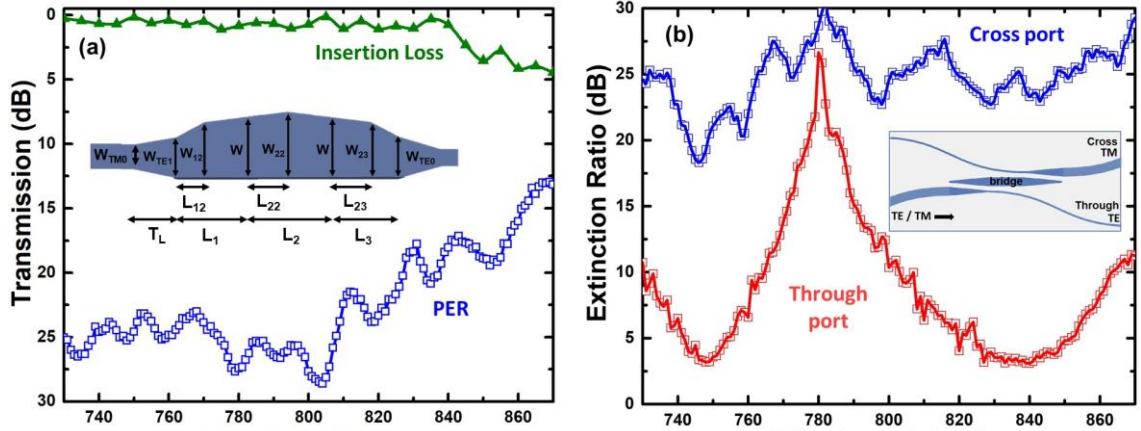 (a)
Insertion Loss
PER
Transmission (dB)
0
5
10
15
20
25
30
740 760 780 800 820 840 860
W_TM0 W_TE1 W_12 W W_22 W W_23 W_TE0
L_12 L_22 L_23
T_L L_1 L_2 L_3
(b)
Cross port
Through
port
Extinction Ratio (dB)
30
25
20
15
10
5
0
740 760 780 800 820 840 860
Cross
TM
bridge
Through
TE
TE / TM